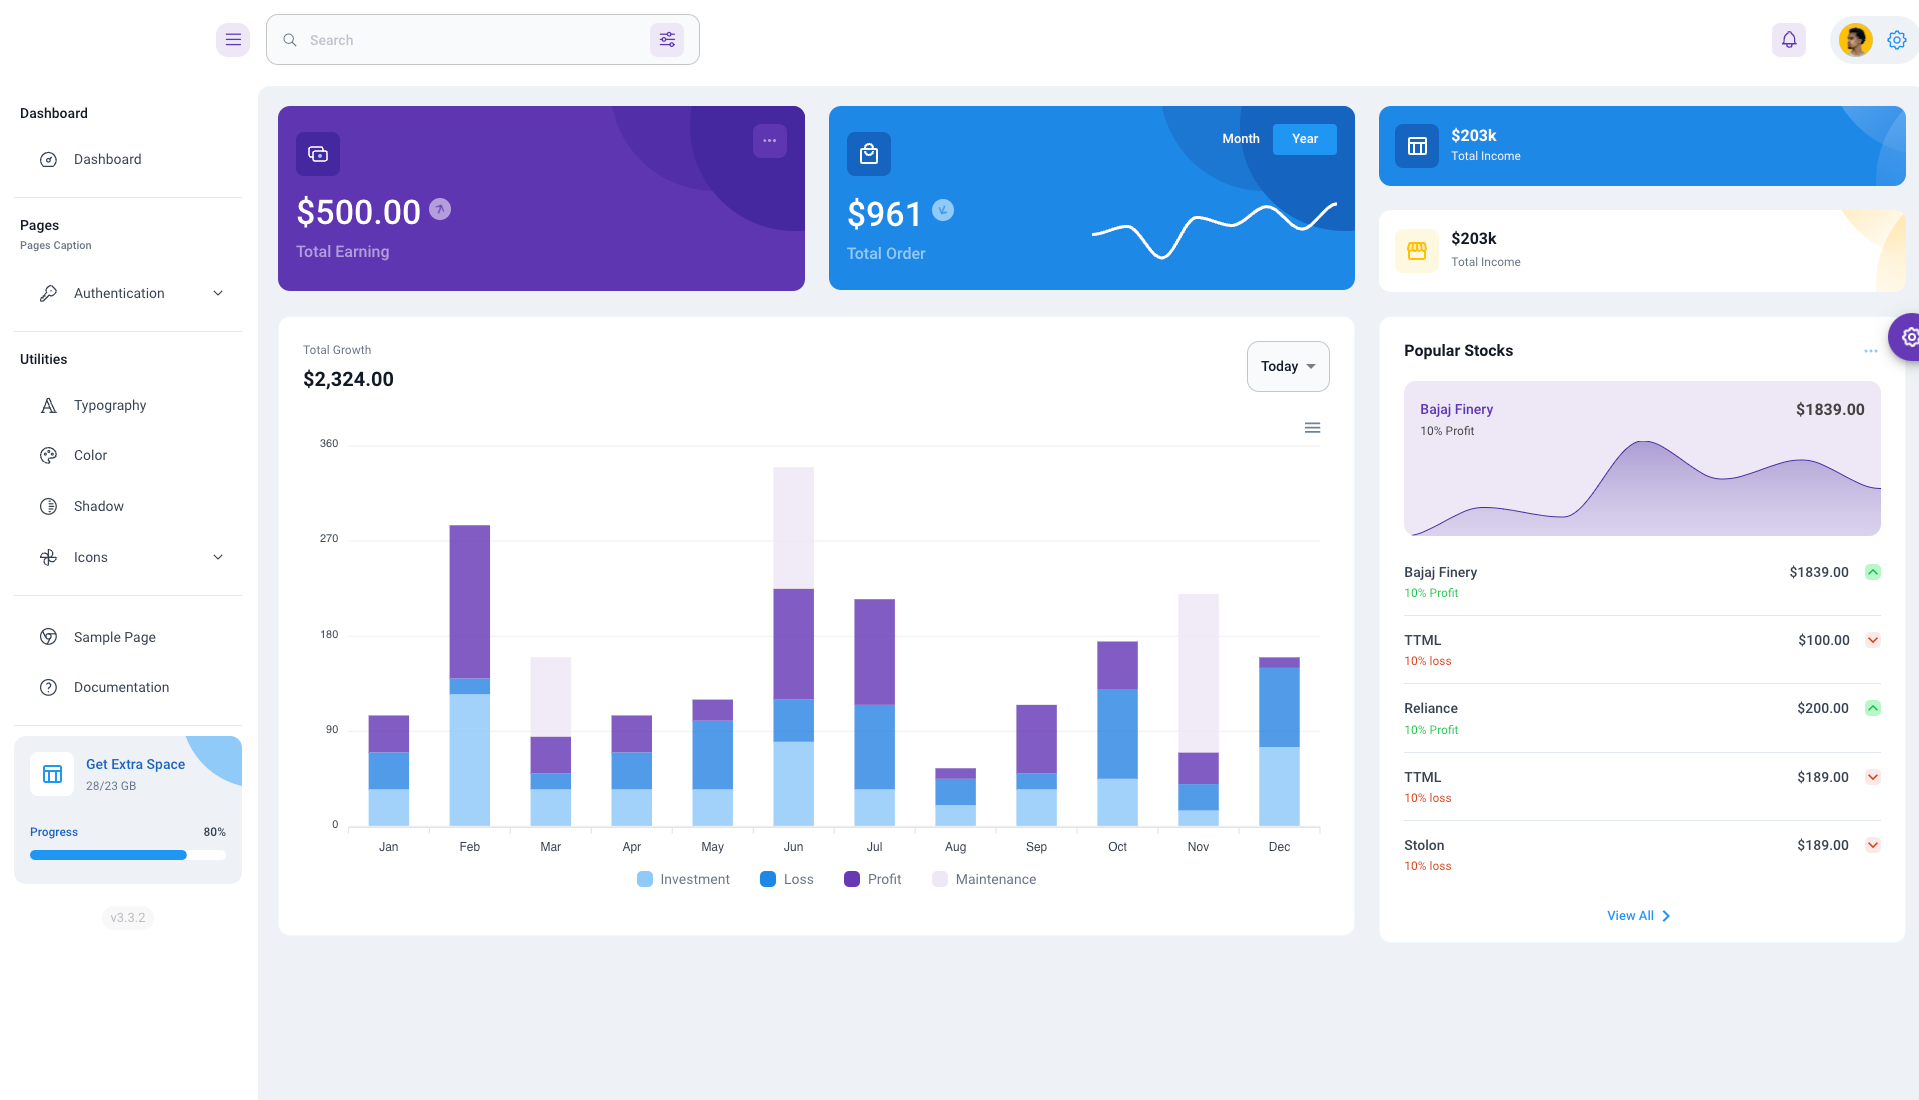 Search
Dashboard
Dashboard
Pages
Pages Caption
Authentication
Utilities
Typography
Color
Shadow
Icons
Sample Page
Documentation
Get Extra Space
28/23 GB
Progress 80%
v3.3.2
$500.00
Total Earning
Month Year
$961
Total Order
$203k
Total Income
$203k
Total Income
Total Growth
$2,324.00
Today
360
270
180
90
0
Jan Feb Mar Apr May Jun Jul Aug Sep Oct Nov Dec
Investment Loss Profit Maintenance
Popular Stocks
Bajaj Finery $1839.00
10% Profit
Bajaj Finery $1839.00
10% Profit
TTML $100.00
10% loss
Reliance $200.00
10% Profit
TTML $189.00
10% loss
Stolon $189.00
10% loss
View All